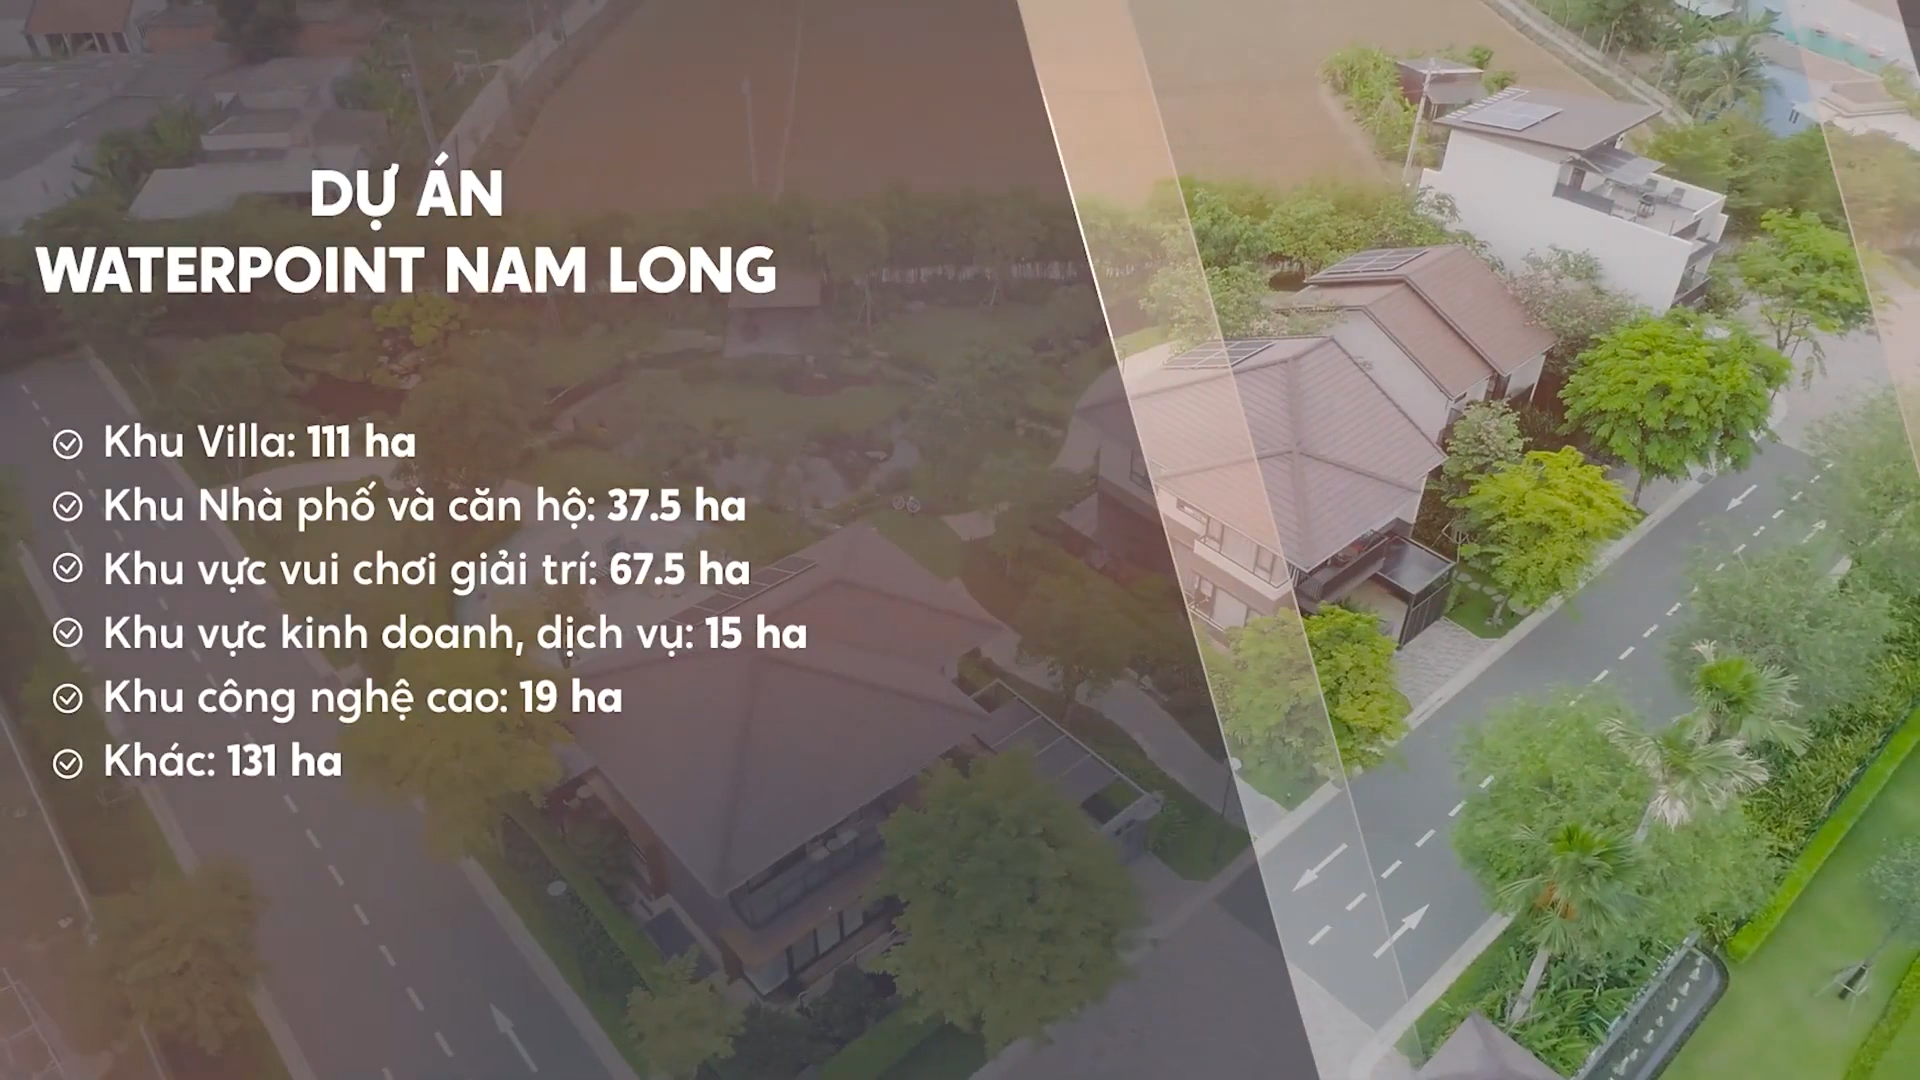 DỰ ÁN
WATERPOINT NAM LONG
Khu Villa: 111 ha
Khu Nhà phố và căn hộ: 37.5 ha
Khu vực vui chơi giải trí: 67.5 ha
Khu vực kinh doanh, dịch vụ: 15 ha
Khu công nghệ cao: 19 ha
Khác: 131 ha